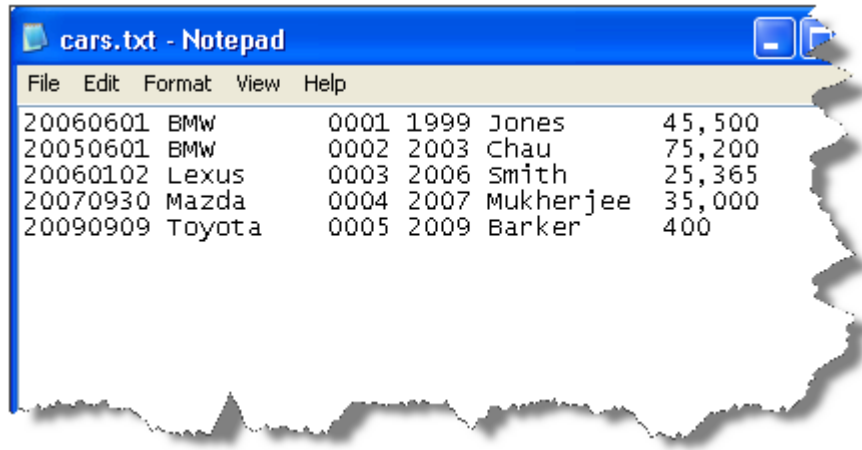 cars.txt - Notepad
File Edit Format View Help
20060601 BMW 0001 1999 Jones 45,500
20050601 BMW 0002 2003 Chau 75,200
20060102 Lexus 0003 2006 Smith 25,365
20070930 Mazda 0004 2007 Mukherjee 35,000
20090909 Toyota 0005 2009 Barker 400